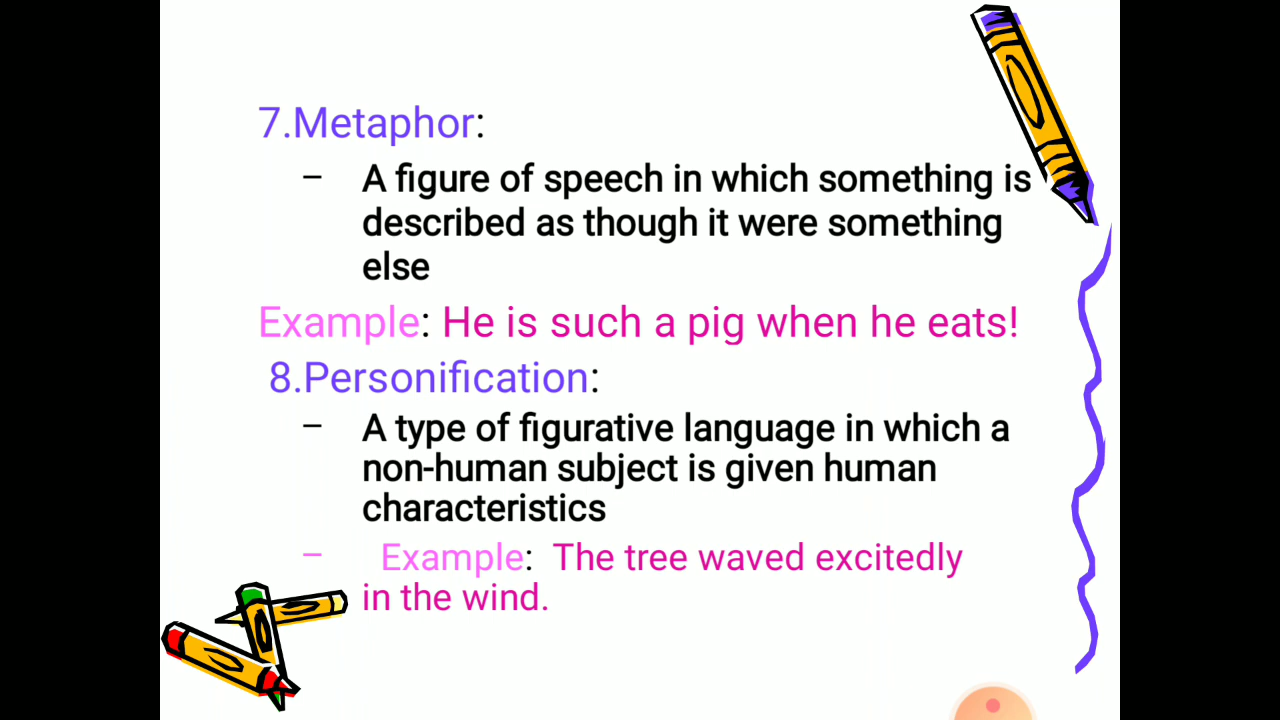 7.Metaphor:
– A figure of speech in which something is
described as though it were something
else
Example: He is such a pig when he eats!
8.Personification:
– A type of figurative language in which a
non-human subject is given human
characteristics
– Example: The tree waved excitedly
in the wind.